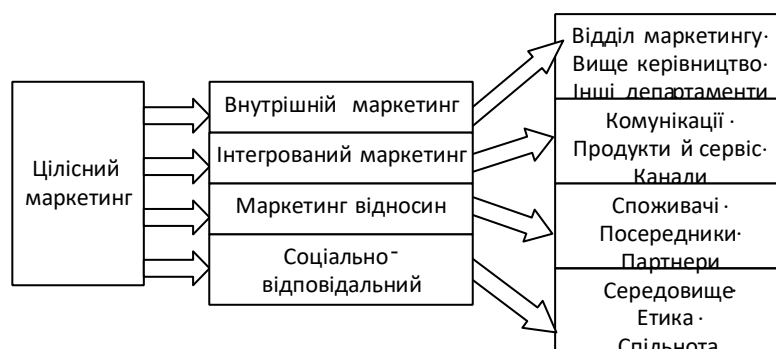 Цілісний
маркетинг
Внутрішній маркетинг
Інтегрований маркетинг
Маркетинг відносин
Соціально-
відповідальний
Відділ маркетингу·
Вище керівництво·
Інші департаменти
Комунікації ·
Продукти й сервіс·
Канали
Споживачі ·
Посередники·
Партнери
Середовище·
Етика ·
Спільнота